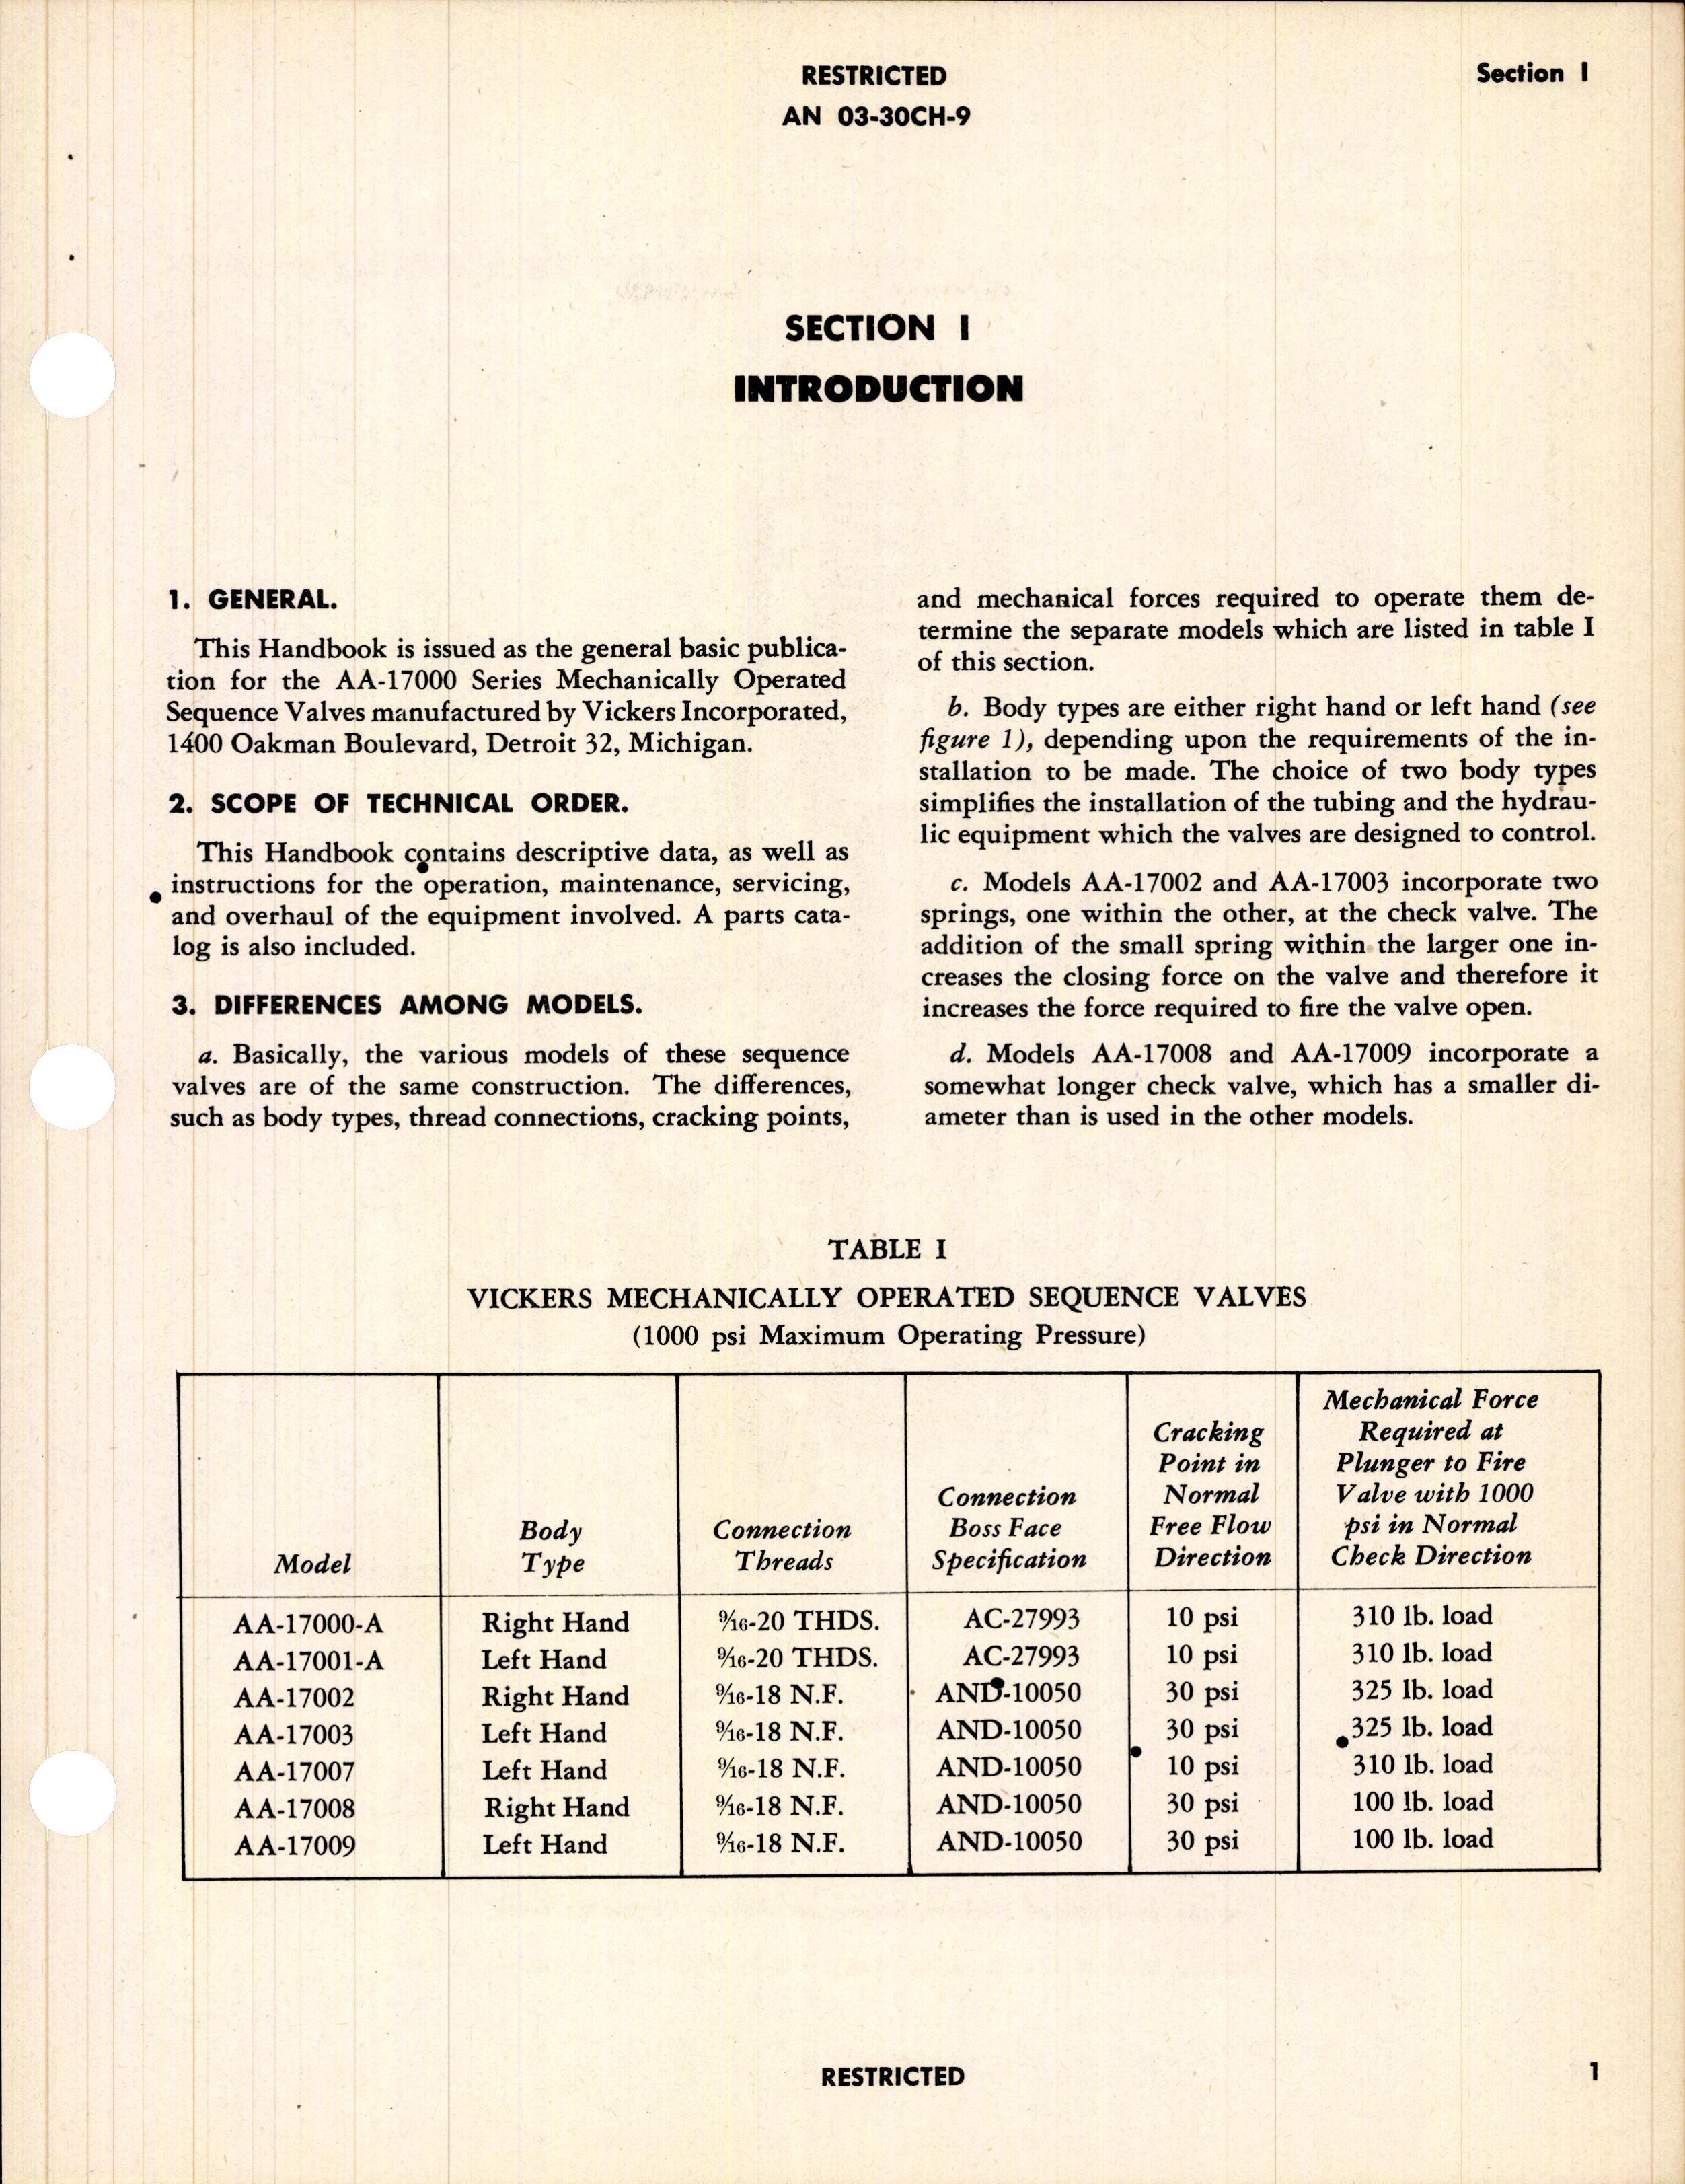 RESTRICTED
AN 03-30CH-9
Section I
SECTION I
INTRODUCTION
1. GENERAL.
This Handbook is issued as the general basic publica-
tion for the AA-17000 Series Mechanically Operated
Sequence Valves manufactured by Vickers Incorporated,
1400 Oakman Boulevard, Detroit 32, Michigan.
2. SCOPE OF TECHNICAL ORDER.
This Handbook contains descriptive data, as well as
instructions for the operation, maintenance, servicing,
and overhaul of the equipment involved. A parts cata-
log is also included.
3. DIFFERENCES AMONG MODELS.
a. Basically, the various models of these sequence
valves are of the same construction. The differences,
such as body types, thread connections, cracking points,
and mechanical forces required to operate them de-
termine the separate models which are listed in table I
of this section.
b. Body types are either right hand or left hand (see
figure 1), depending upon the requirements of the in-
stallation to be made. The choice of two body types
simplifies the installation of the tubing and the hydrau-
lic equipment which the valves are designed to control.
c. Models AA-17002 and AA-17003 incorporate two
springs, one within the other, at the check valve. The
addition of the small spring within the larger one in-
creases the closing force on the valve and therefore it
increases the force required to fire the valve open.
d. Models AA-17008 and AA-17009 incorporate a
somewhat longer check valve, which has a smaller di-
ameter than is used in the other models.
TABLE I
VICKERS MECHANICALLY OPERATED SEQUENCE VALVES
(1000 psi Maximum Operating Pressure)
Model
Body
Type
Connection
Threads
Connection
Boss Face
Specification
Cracking
Point in
Normal
Free Flow
Direction
Mechanical Force
Required at
Plunger to Fire
Valve with 1000
psi in Normal
Check Direction
AA-17000-A Right Hand 9/16-20 THDS. AC-27993 10 psi 310 lb. load
AA-17001-A Left Hand 9/16-20 THDS. AC-27993 10 psi 310 lb. load
AA-17002 Right Hand 9/16-18 N.F. AND-10050 30 psi 325 lb. load
AA-17003 Left Hand 9/16-18 N.F. AND-10050 30 psi 325 lb. load
AA-17007 Left Hand 9/16-18 N.F. AND-10050 10 psi 310 lb. load
AA-17008 Right Hand 9/16-18 N.F. AND-10050 30 psi 100 lb. load
AA-17009 Left Hand 9/16-18 N.F. AND-10050 30 psi 100 lb. load
RESTRICTED
1